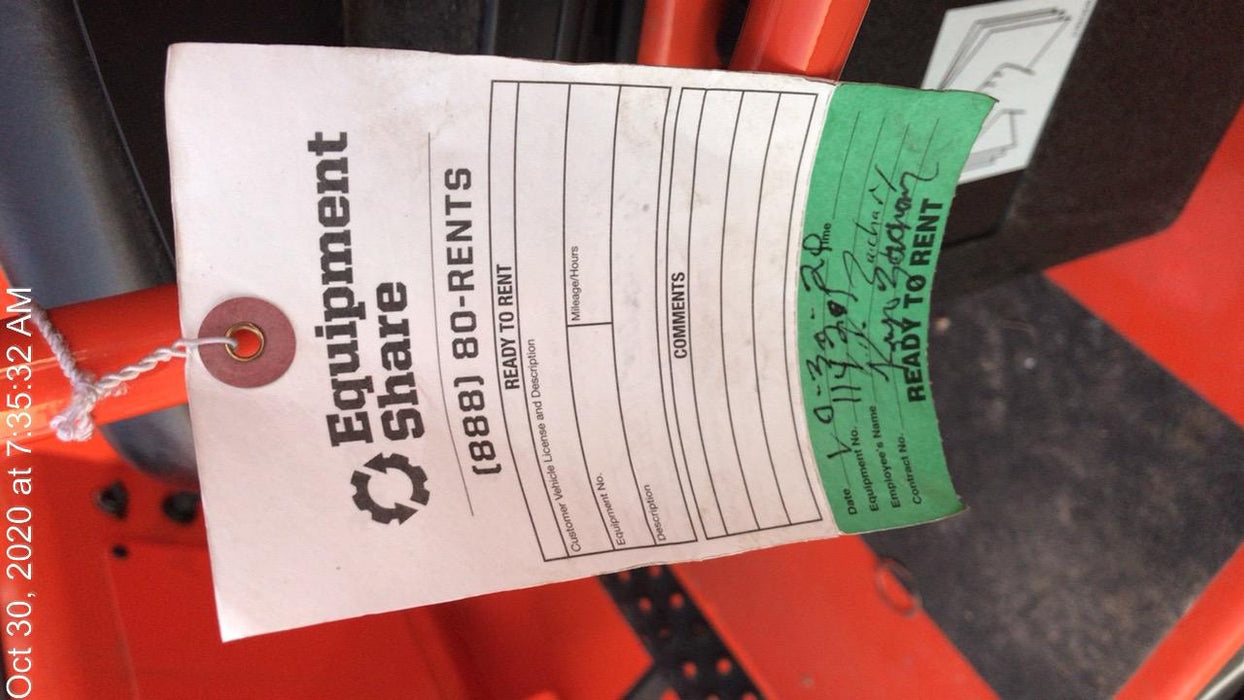 Oct 30, 2020 at 7:35:32 AM
Equipment
Share
(888) 80-RENTS
READY TO RENT
Customer Vehicle License and Description
Equipment No. Mileage/Hours
Description
COMMENTS
Date Time
Equipment No.
Employee's Name
Contract No.
READY TO RENT